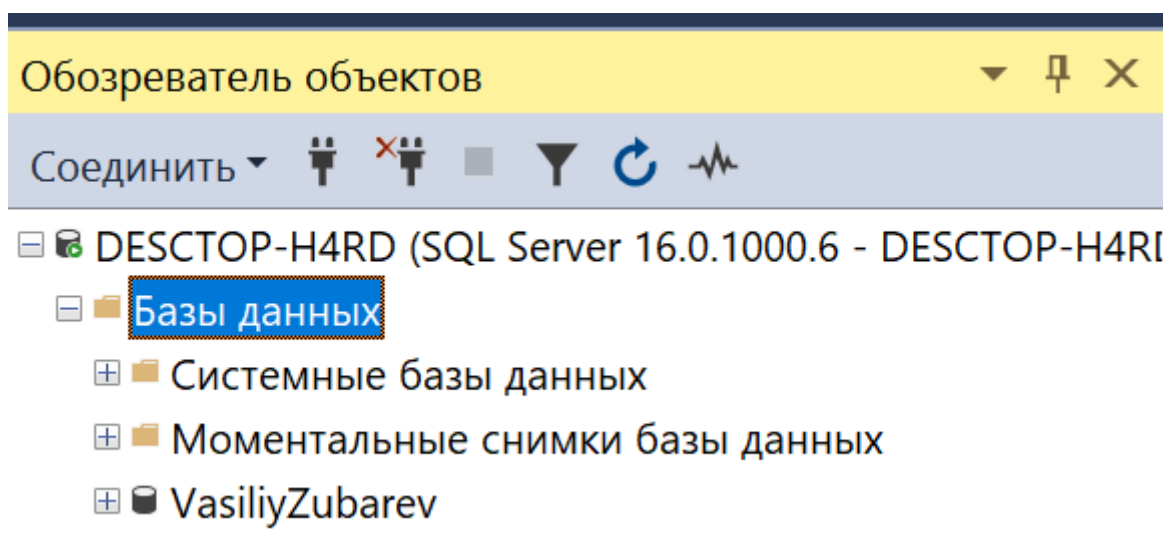 Обозреватель объектов
Соединить
DESCTOP-H4RD (SQL Server 16.0.1000.6 - DESCTOP-H4RD
Базы данных
Системные базы данных
Моментальные снимки базы данных
VasiliyZubarev